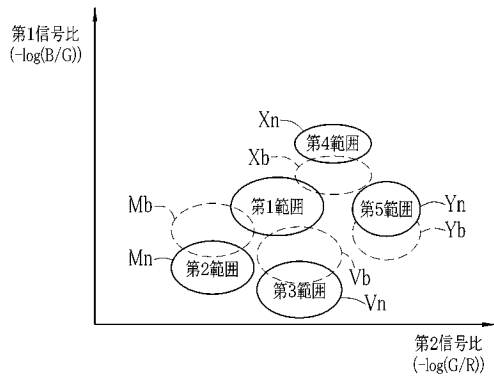 第1信号比
(-log(B/G))
Xn
第4範囲
Xb
Mb
第1範囲
第5範囲
Yn
Yb
Mn
第2範囲
第3範囲
Vb
Vn
第2信号比
(-log(G/R))